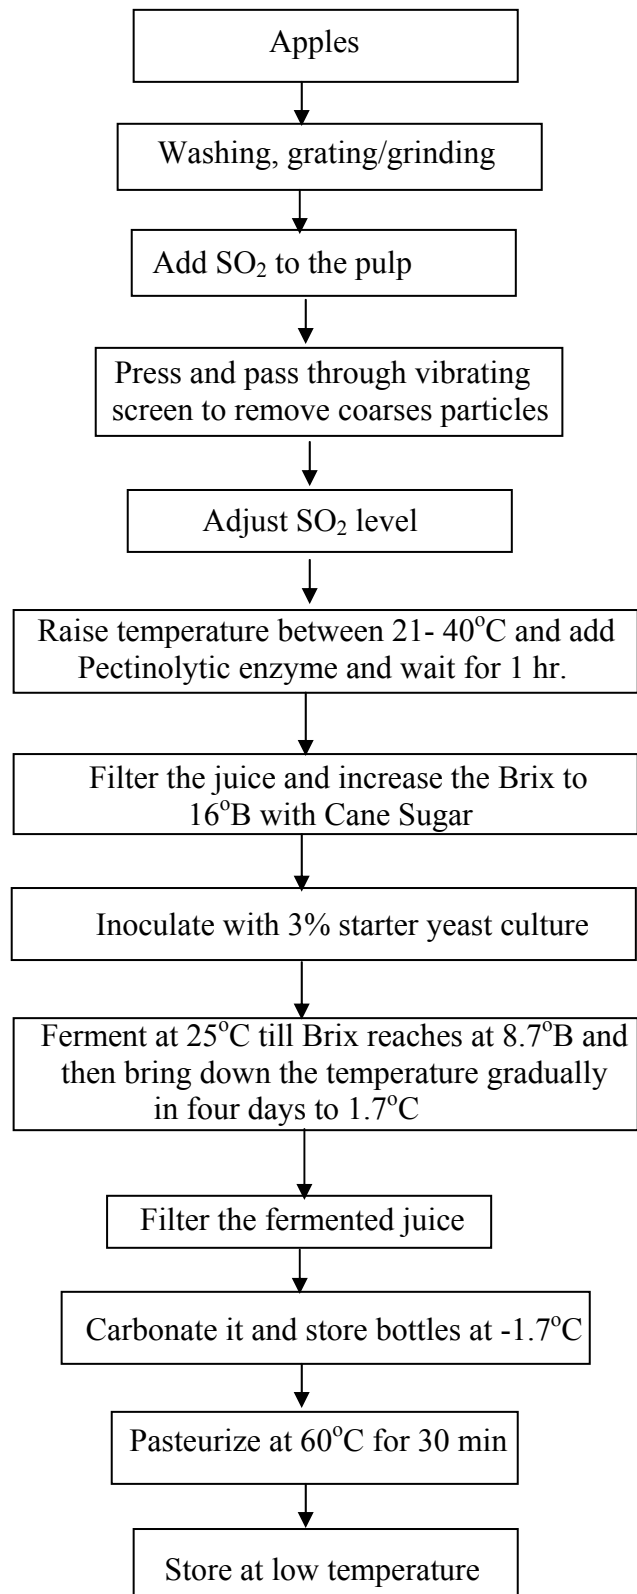 Apples
Washing, grating/grinding
Add SO₂ to the pulp
Press and pass through vibrating
screen to remove coarses particles
Adjust SO₂ level
Raise temperature between 21- 40°C and add
Pectinolytic enzyme and wait for 1 hr.
Filter the juice and increase the Brix to
16°B with Cane Sugar
Inoculate with 3% starter yeast culture
Ferment at 25°C till Brix reaches at 8.7°B and
then bring down the temperature gradually
in four days to 1.7°C
Filter the fermented juice
Carbonate it and store bottles at -1.7°C
Pasteurize at 60°C for 30 min
Store at low temperature